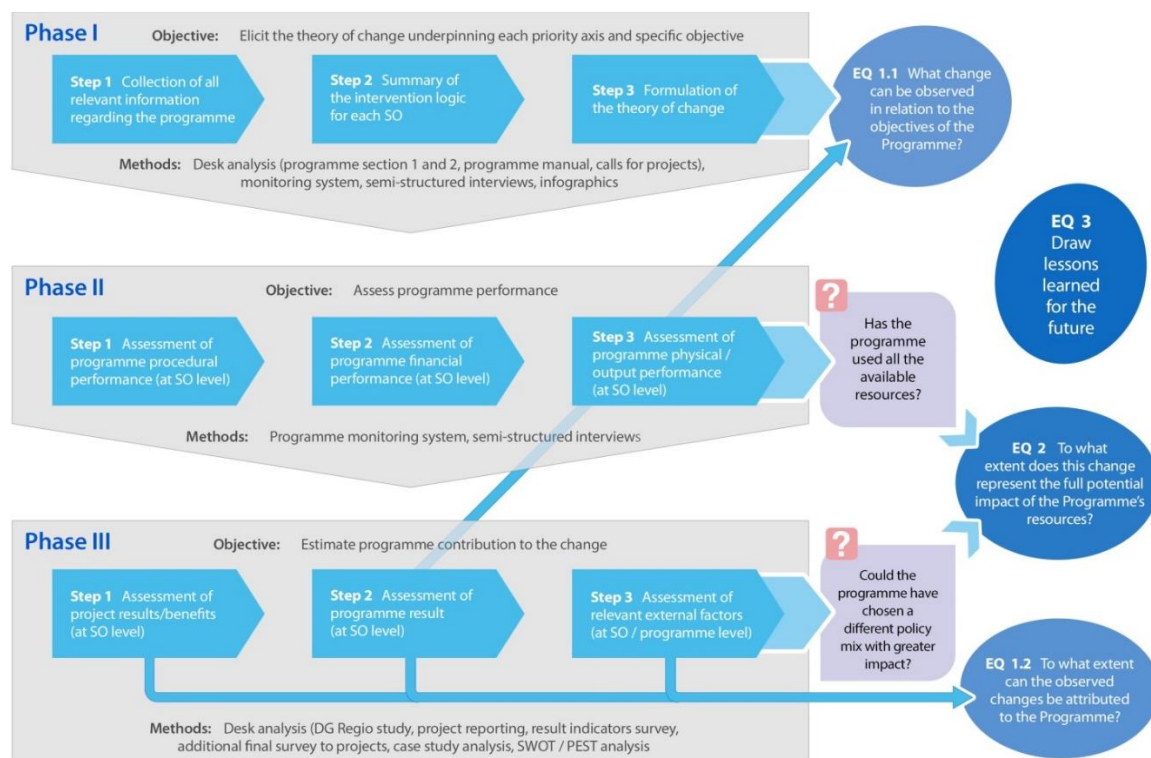 Phase I
Objective: Elicit the theory of change underpinning each priority axis and specific objective
Step 1 Collection of all
relevant information
regarding the programme
Step 2 Summary of
the intervention logic
for each SO
Step 3 Formulation of
the theory of change
EQ 1.1 What change
can be observed
in relation to the
objectives of the
Programme?
Methods: Desk analysis (programme section 1 and 2, programme manual, calls for projects),
monitoring system, semi-structured interviews, infographics
EQ 3
Draw
lessons
learned
for the
future
Phase II
Objective: Assess programme performance
Step 1 Assessment of
programme procedural
performance (at SO level)
Step 2 Assessment of
programme financial
performance (at SO level)
Step 3 Assessment of
programme physical /
output performance
(at SO level)
?
Has the
programme
used all the
available
resources?
Methods: Programme monitoring system, semi-structured interviews
EQ 2 To what
extent does this change
represent the full potential
impact of the Programme's
resources?
Phase III
Objective: Estimate programme contribution to the change
Step 1 Assessment of
project results/benefits
(at SO level)
Step 2 Assessment of
programme result
(at SO level)
Step 3 Assessment of
relevant external factors
(at SO / programme level)
?
Could the
programme have
chosen a
different policy
mix with greater
impact?
EQ 1.2 To what extent
can the observed
changes be attributed
to the Programme?
Methods: Desk analysis (DG Regio study, project reporting, result indicators survey,
additional final survey to projects, case study analysis, SWOT / PEST analysis